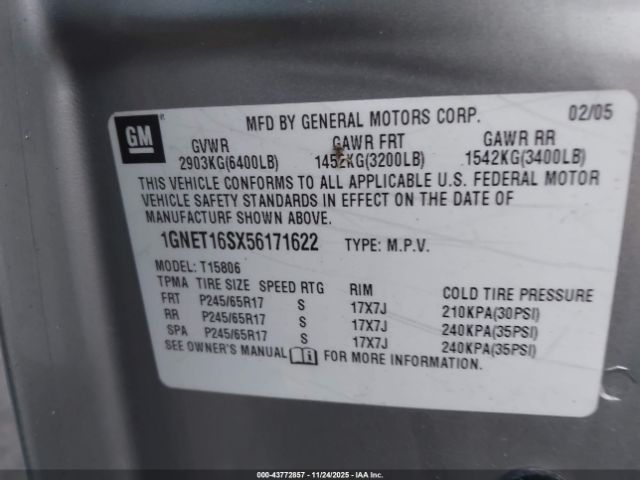 GM
MFD BY GENERAL MOTORS CORP. 02/05
GVWR GAWR FRT GAWR RR
2903KG(6400LB) 1452KG(3200LB) 1542KG(3400LB)
THIS VEHICLE CONFORMS TO ALL APPLICABLE U.S. FEDERAL MOTOR
VEHICLE SAFETY STANDARDS IN EFFECT ON THE DATE OF
MANUFACTURE SHOWN ABOVE.
1GNET16SX56171622 TYPE: M.P.V.
MODEL: T15806
TPMA TIRE SIZE SPEED RTG RIM COLD TIRE PRESSURE
FRT P245/65R17 S 17X7J 210KPA(30PSI)
RR P245/65R17 S 17X7J 240KPA(35PSI)
SPA P245/65R17 S 17X7J 240KPA(35PSI)
SEE OWNER'S MANUAL FOR MORE INFORMATION.
000-43772857 - 11/24/2025 - IAA Inc. ©